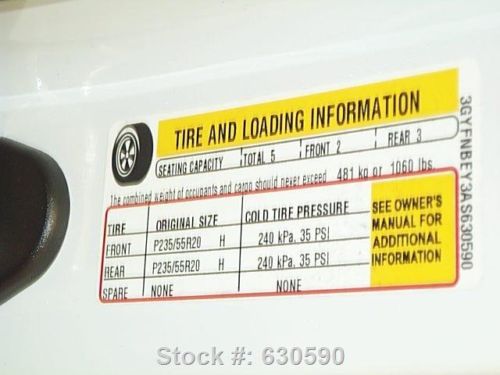 TIRE AND LOADING INFORMATION
SEATING CAPACITY TOTAL 5 FRONT 2 REAR 3
The combined weight of occupants and cargo should never exceed 481 kg or 1060 lbs.
TIRE ORIGINAL SIZE COLD TIRE PRESSURE
FRONT P235/55R20 H 240 kPa, 35 PSI
REAR P235/55R20 H 240 kPa, 35 PSI
SPARE NONE NONE
SEE OWNER'S
MANUAL FOR
ADDITIONAL
INFORMATION
3GYFNBEY3AS630590
Stock #: 630590